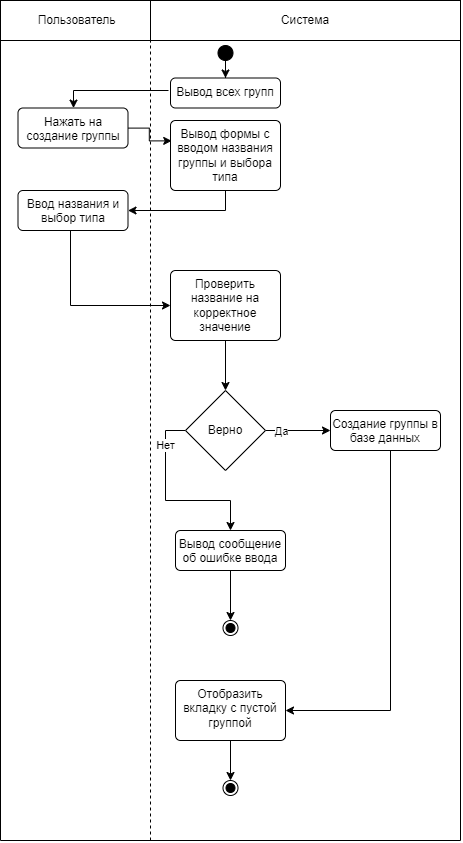 Пользователь
Система
Вывод всех групп
Нажать на
создание группы
Вывод формы с
вводом названия
группы и выбора
типа
Ввод названия и
выбор типа
Проверить
название на
корректное
значение
Верно
Да
Создание группы в
базе данных
Нет
Вывод сообщение
об ошибке ввода
Отобразить
вкладку с пустой
группой